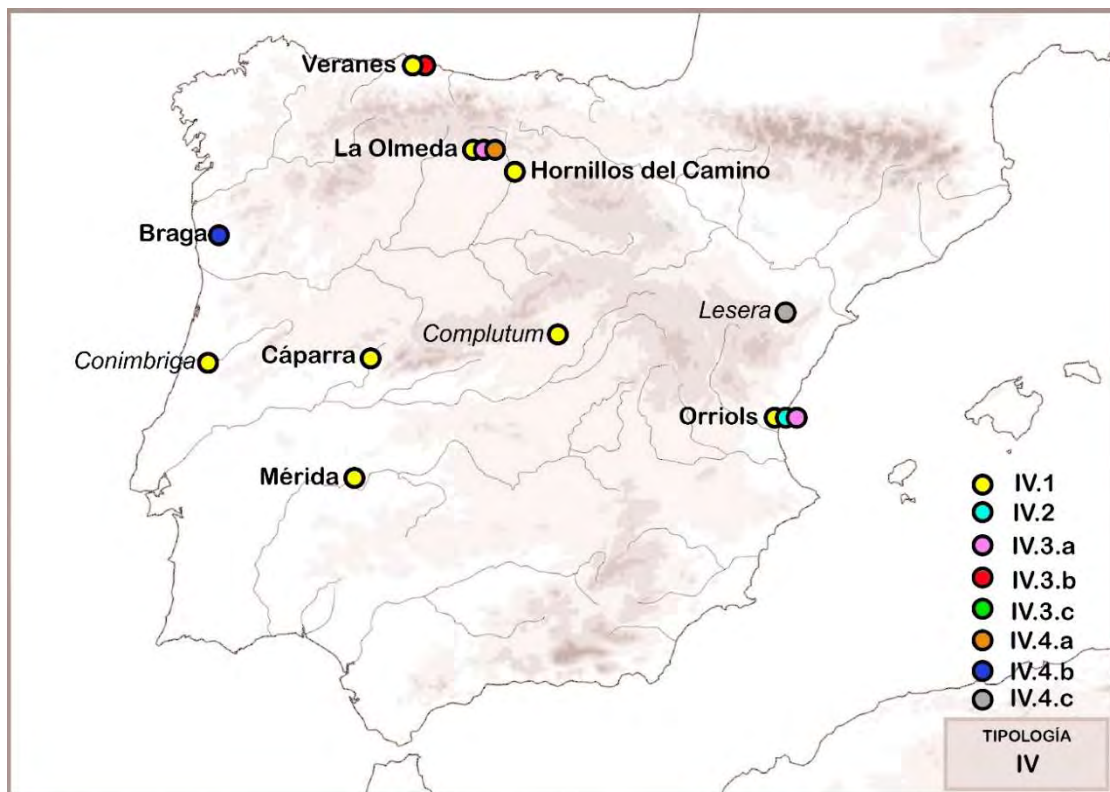 Veranes
La Olmeda
Hornillos del Camino
Braga
Lesera
Complutum
Conimbriga
Cáparra
Orriols
Mérida
IV.1
IV.2
IV.3.a
IV.3.b
IV.3.c
IV.4.a
IV.4.b
IV.4.c
TIPOLOGÍA
IV